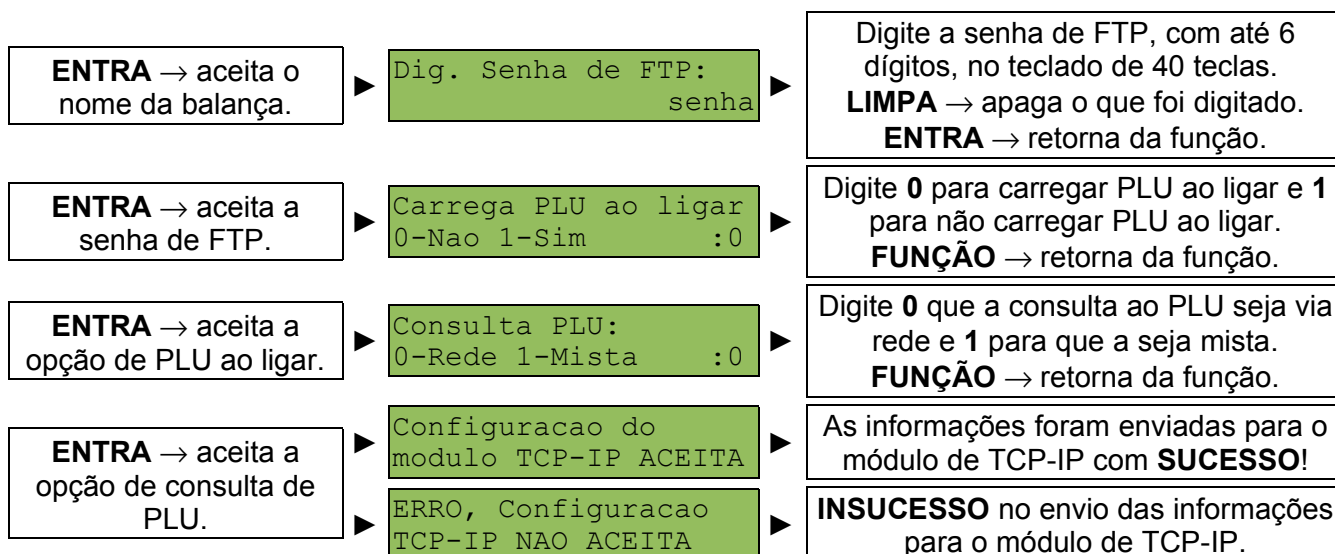 ENTRA → aceita o
nome da balança.
Dig. Senha de FTP:
senha
Digite a senha de FTP, com até 6
dígitos, no teclado de 40 teclas.
LIMPA → apaga o que foi digitado.
ENTRA → retorna da função.
ENTRA → aceita a
senha de FTP.
Carrega PLU ao ligar
0-Nao 1-Sim :0
Digite 0 para carregar PLU ao ligar e 1
para não carregar PLU ao ligar.
FUNÇÃO → retorna da função.
ENTRA → aceita a
opção de PLU ao ligar.
Consulta PLU:
0-Rede 1-Mista :0
Digite 0 que a consulta ao PLU seja via
rede e 1 para que a seja mista.
FUNÇÃO → retorna da função.
ENTRA → aceita a
opção de consulta de
PLU.
Configuracao do
modulo TCP-IP ACEITA
As informações foram enviadas para o
módulo de TCP-IP com SUCESSO!
ERRO, Configuracao
TCP-IP NAO ACEITA
INSUCESSO no envio das informações
para o módulo de TCP-IP.